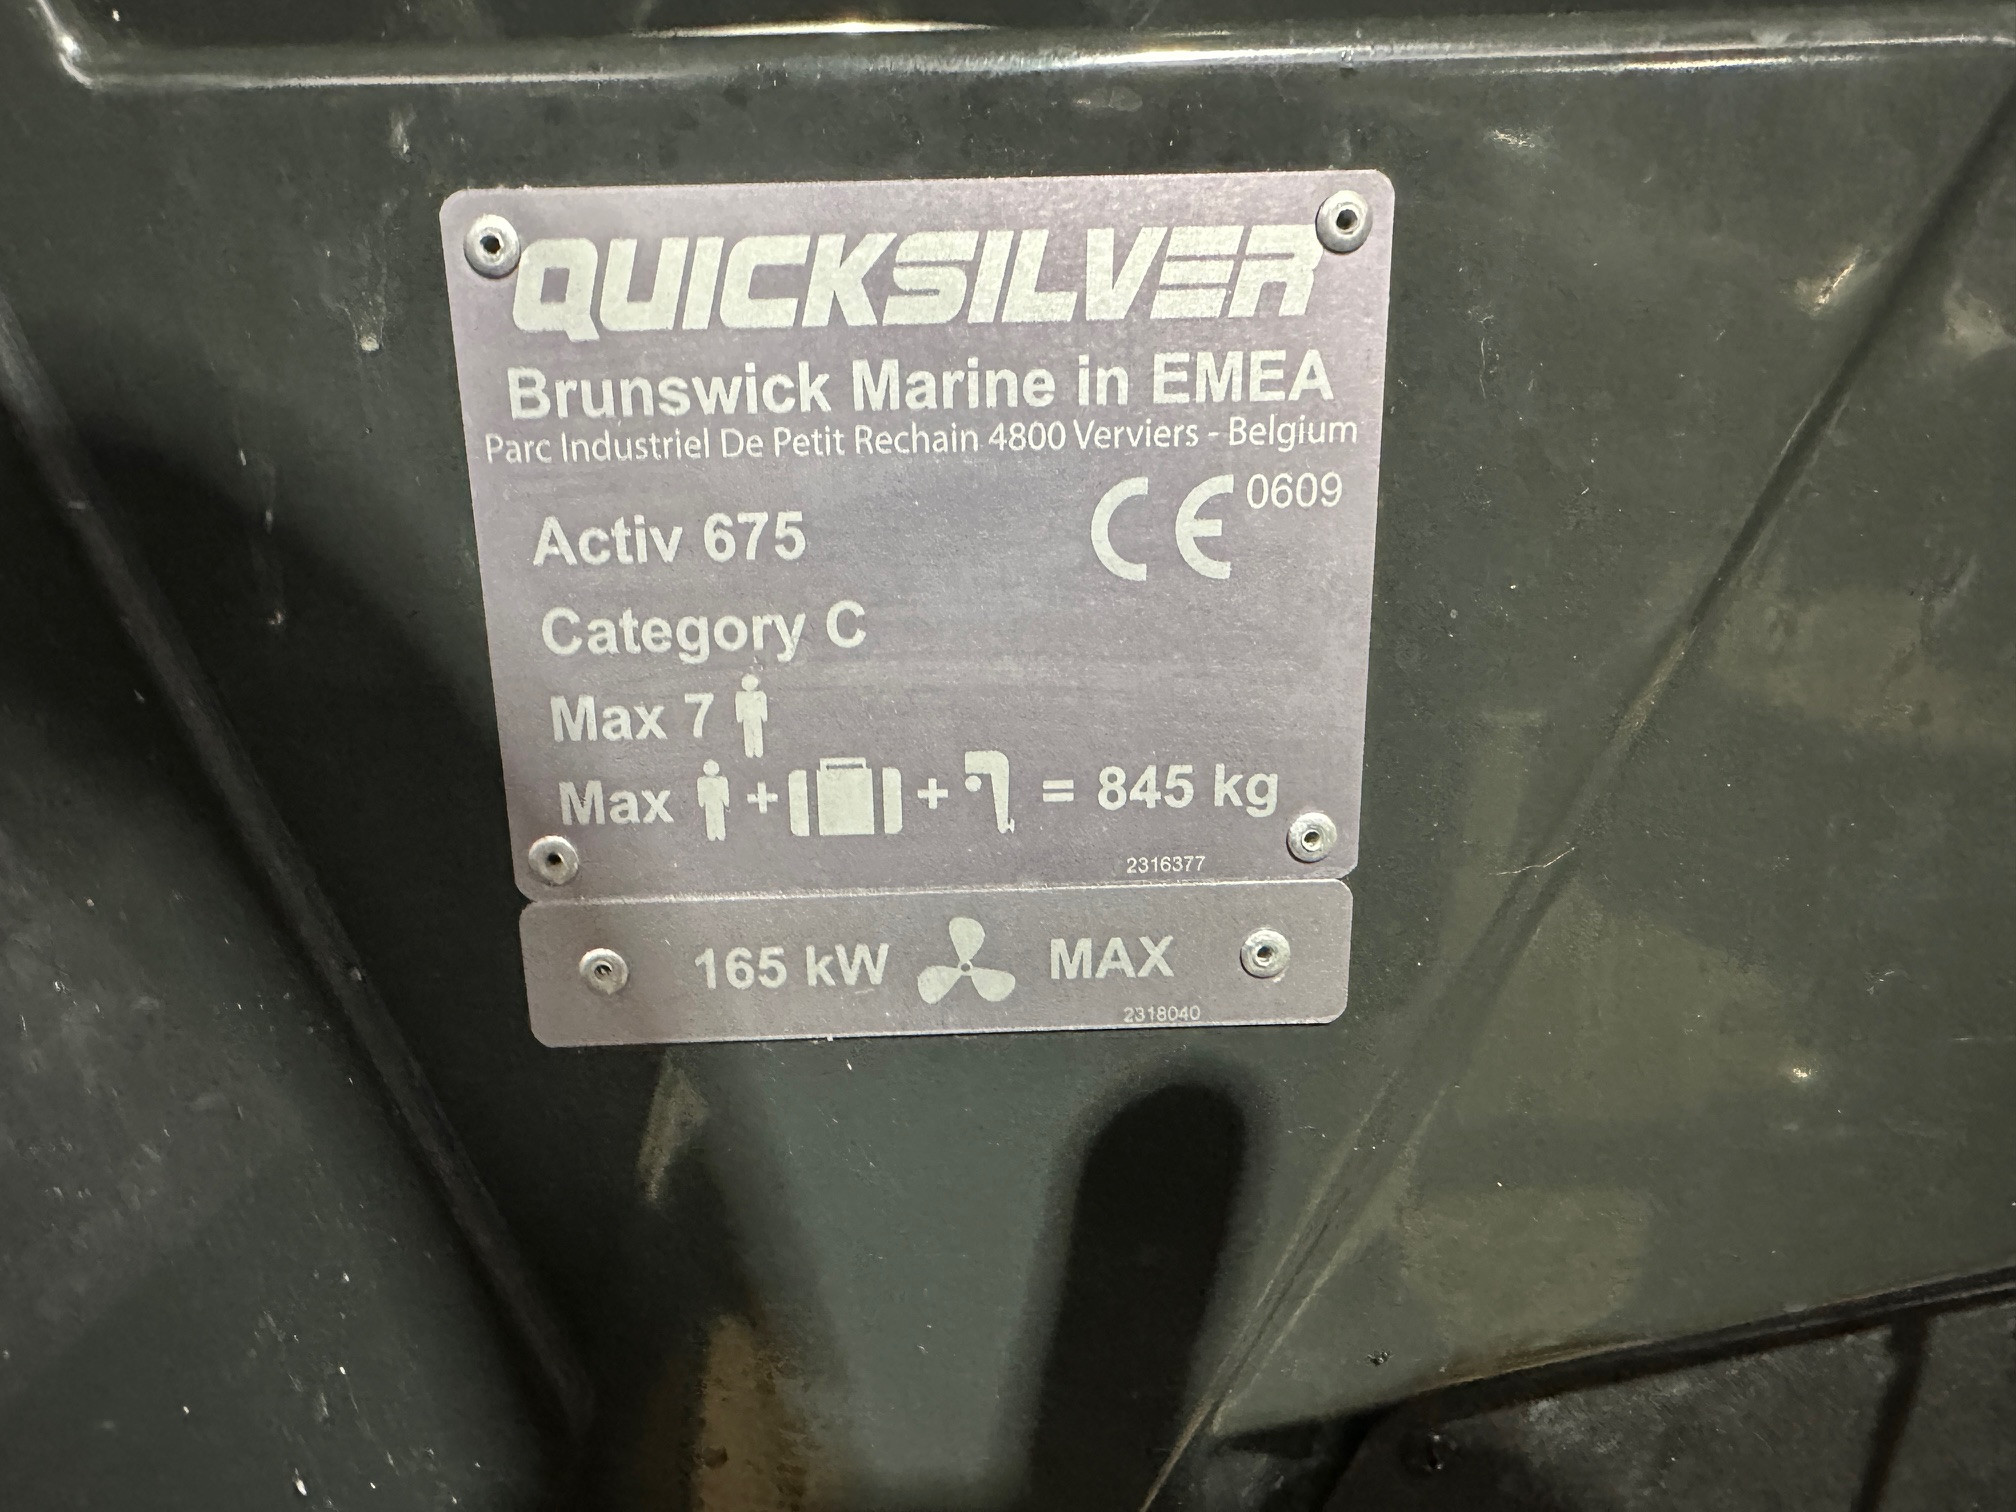 QUICKSILVER
Brunswick Marine in EMEA
Parc Industriel De Petit Rechain 4800 Verviers - Belgium
Activ 675 CE 0609
Category C
Max 7
Max + + = 845 kg
2316377
165 kW MAX
2318040